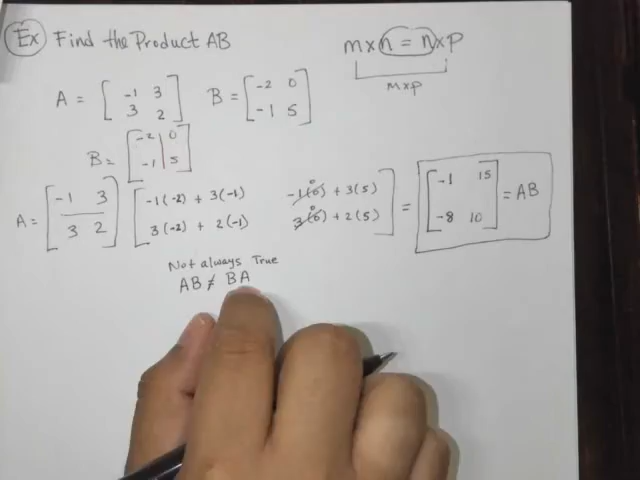 Ex Find the Product AB
m x n = n x p
m x p
A = [ -1 3 ] B = [ -2 0 ]
[ 3 2 ] [ -1 5 ]
B = [ -2 | 0 ]
[ -1 | 5 ]
A = [ -1 3 ] [ -1(-2) + 3(-1) -1(0) 0 + 3(5) ] = [ -1 15 ] = AB
[ 3 2 ] [ 3(-2) + 2(-1) 3(0) 0 + 2(5) ] [ -8 10 ]
Not always True
AB ≠ BA